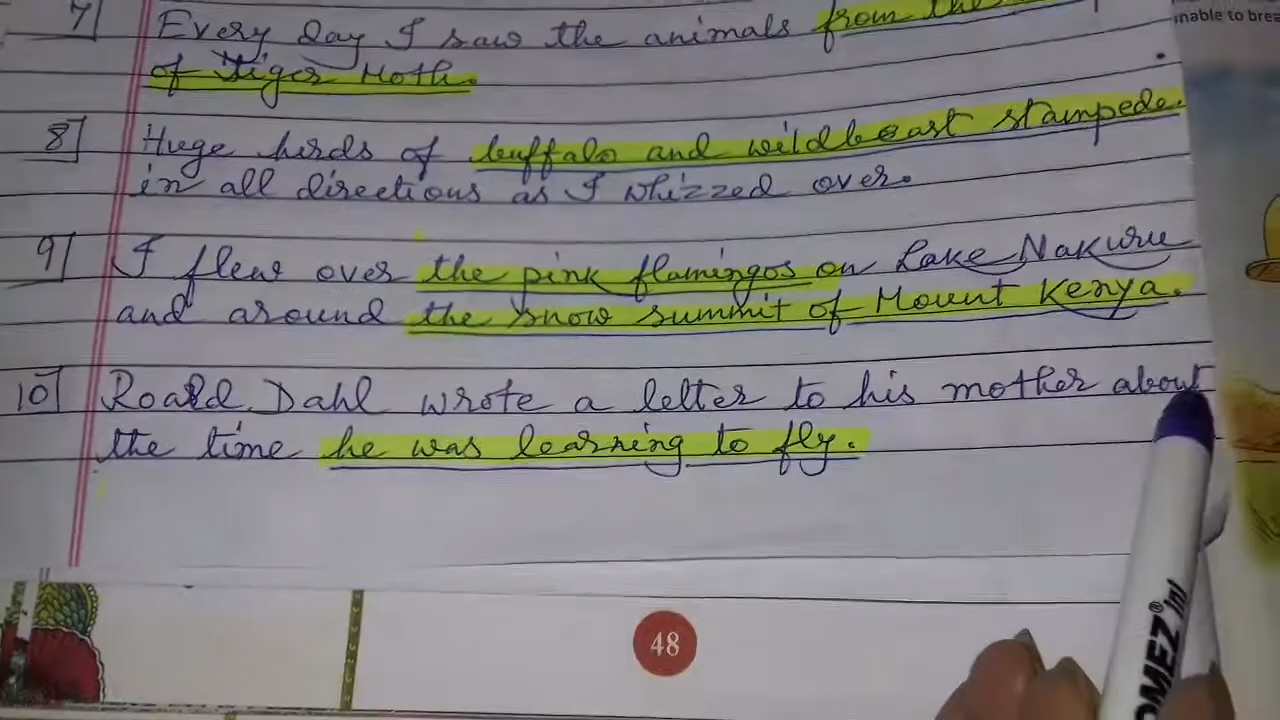 7] Every Day I saw the animals from the
nable to brea
of Tiger Moth.
8] Huge herds of buffalo and wildbeast stampede.
in all directions as I whizzed over.
9] I flew over the pink flamingos on Lake Nakuru
and around the snow summit of Mount Kenya.
10] Roald Dahl wrote a letter to his mother about
the time he was learning to fly.
48